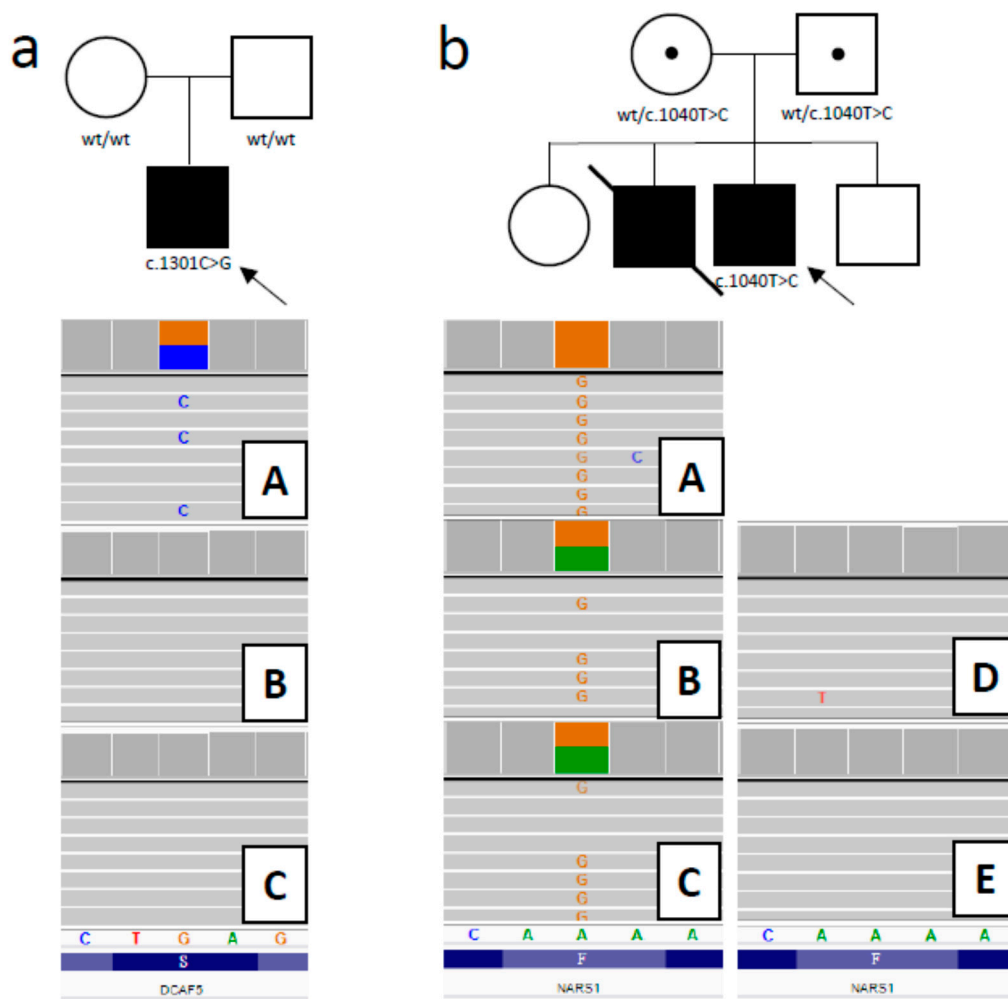 a
wt/wt wt/wt
c.1301C>G
C
C
A
C
B
C
C T G A G
S
DCAF5
b
wt/c.1040T>C wt/c.1040T>C
c.1040T>C
G
G
G
G
G C
G
G
G
A
G
G
G
G
B
G
G
G
G
G
C
C A A A A
F
NARS1
T
D
E
C A A A A
F
NARS1